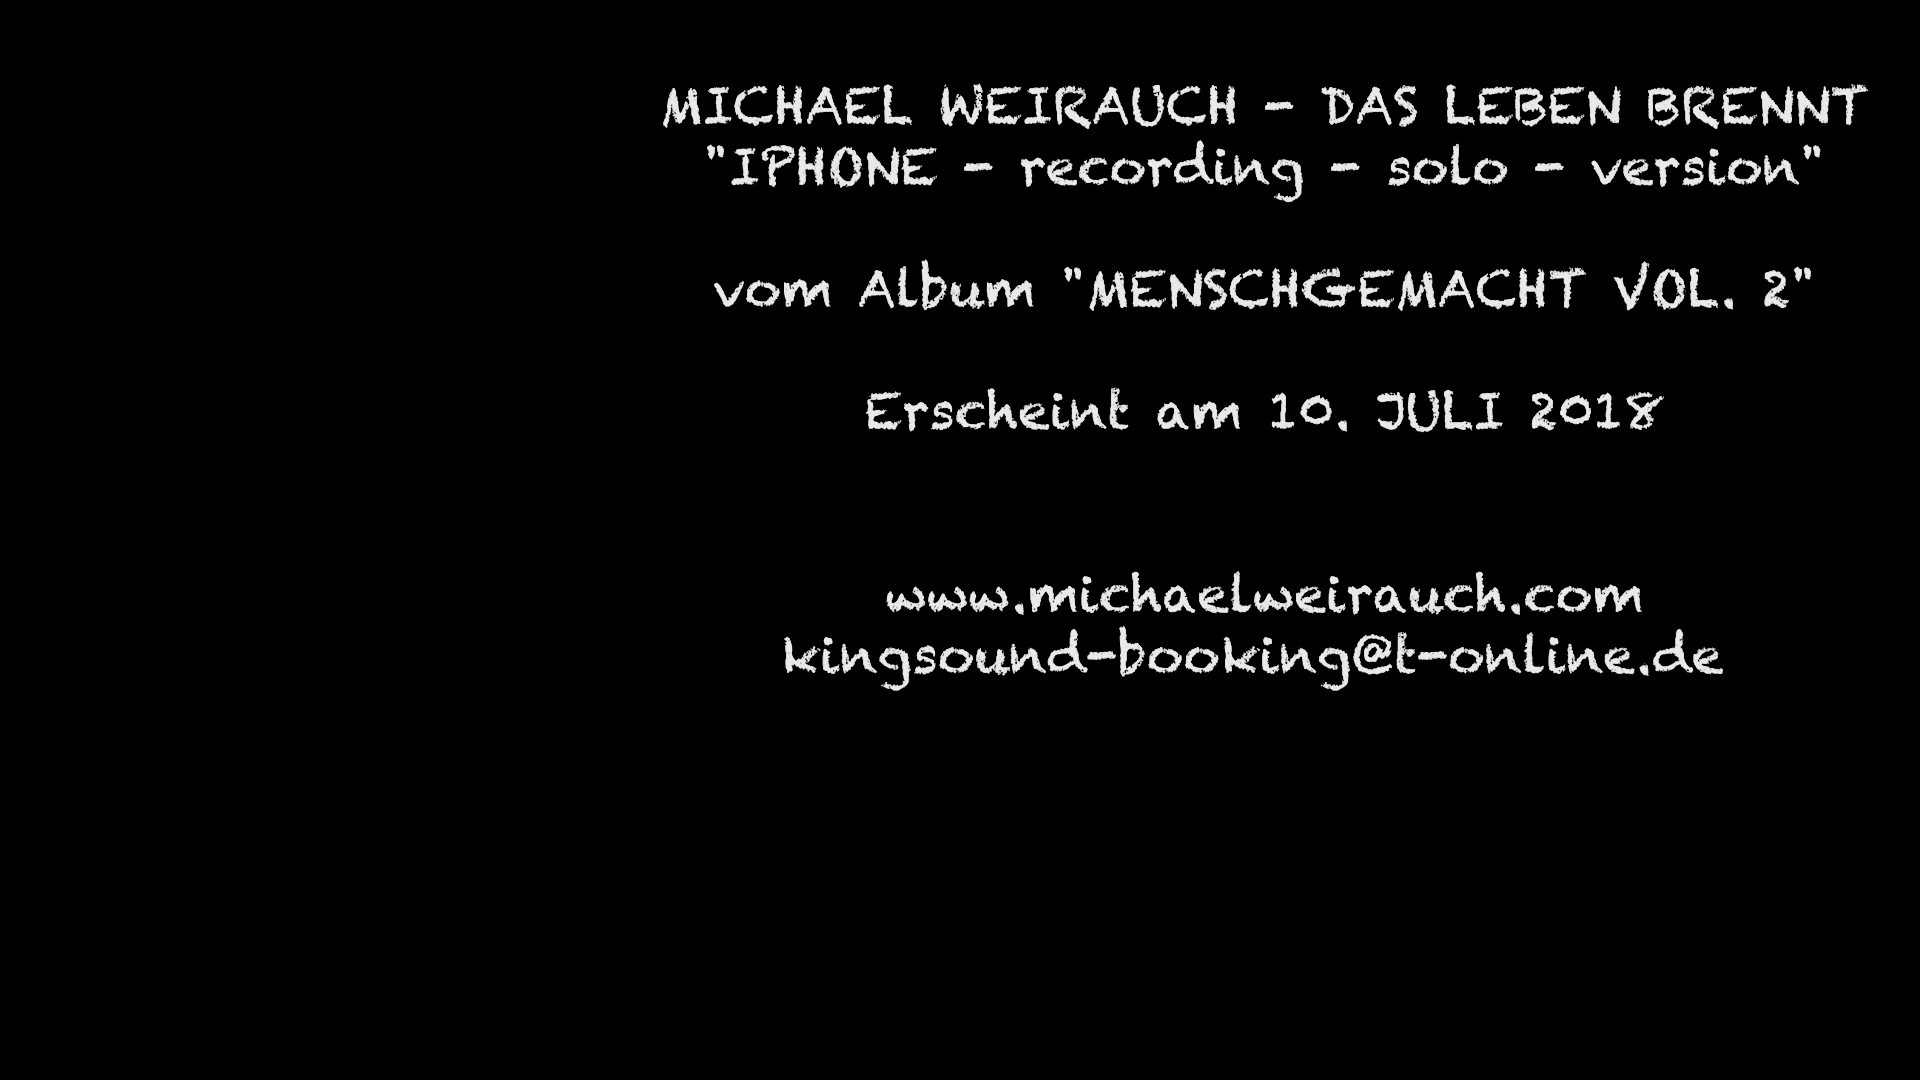 MICHAEL WEIRAUCH - DAS LEBEN BRENNT
"IPHONE - recording - solo - version"
vom Album "MENSCHGEMACHT VOL. 2"
Erscheint am 10. JULI 2018
www.michaelweirauch.com
kingsound-booking@t-online.de